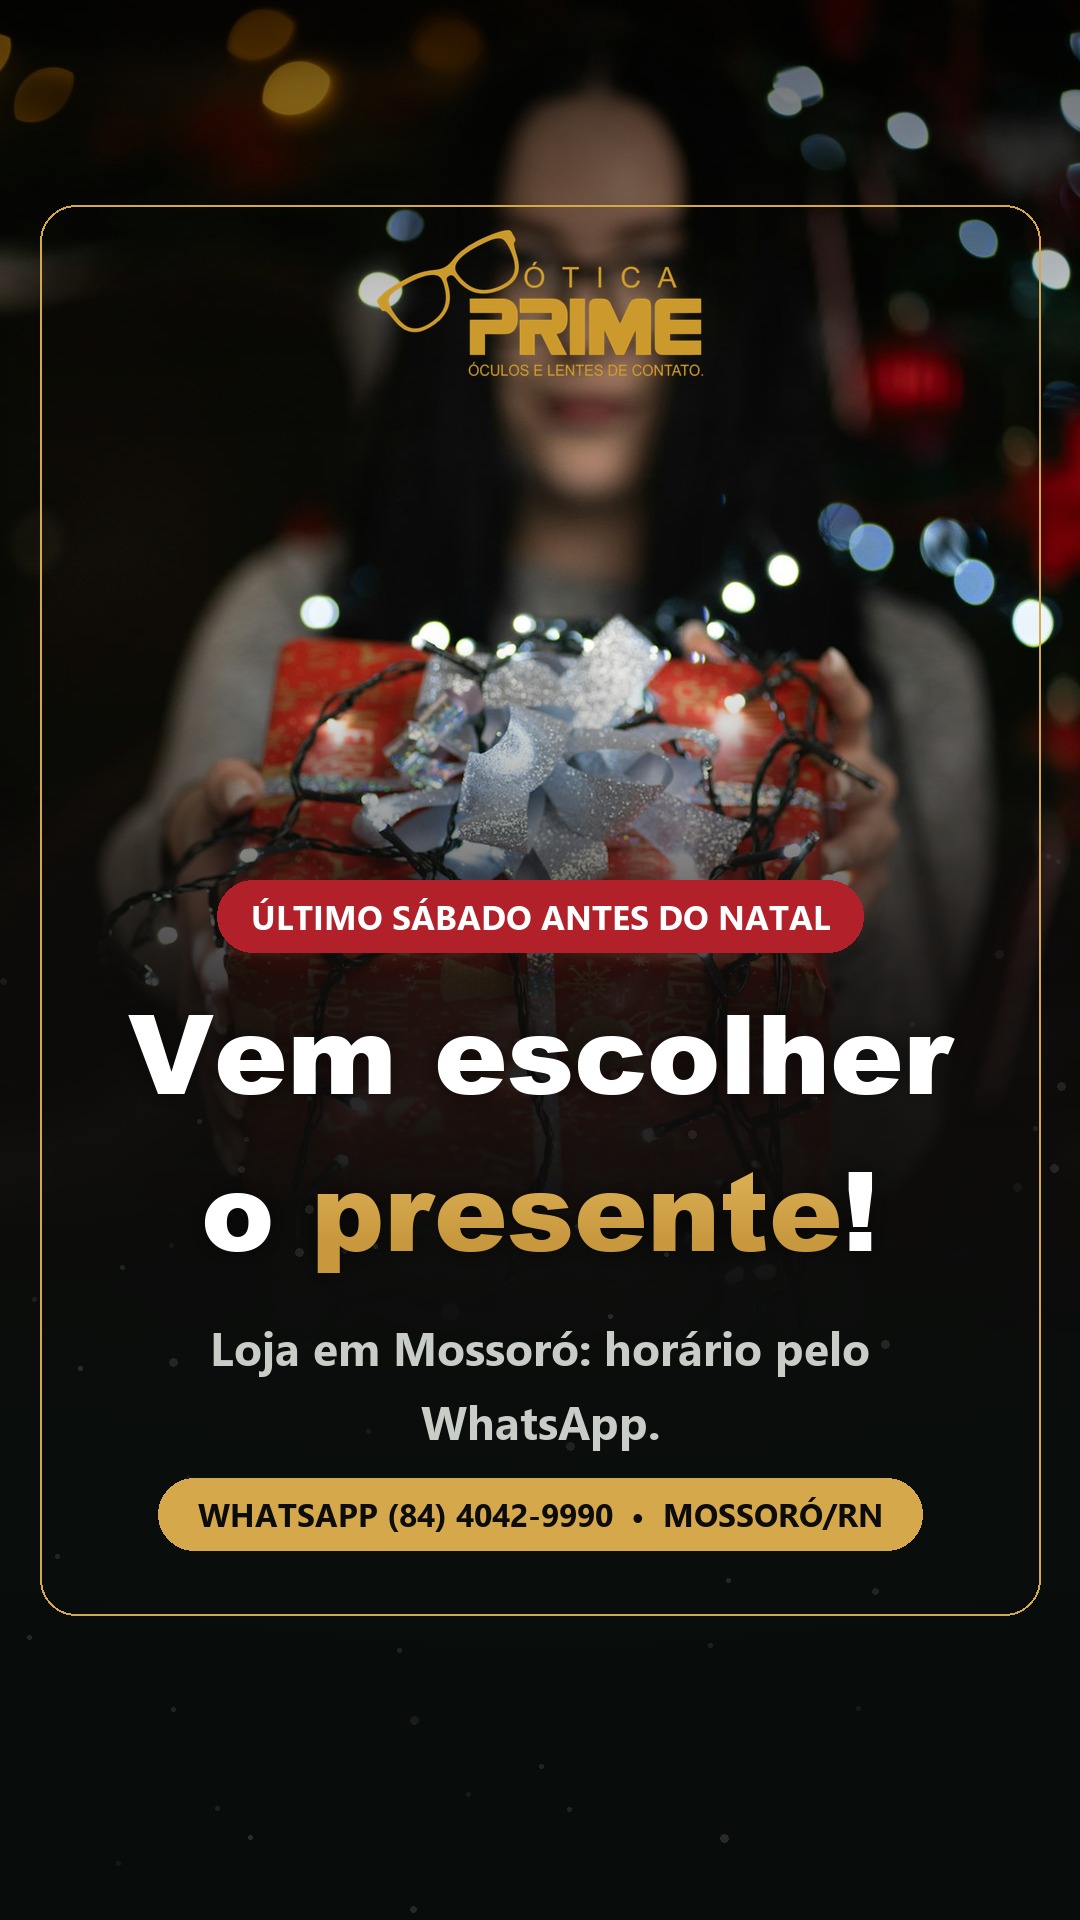 ÓTICA
PRIME
ÓCULOS E LENTES DE CONTATO.
ÚLTIMO SÁBADO ANTES DO NATAL
Vem escolher
o presente!
Loja em Mossoró: horário pelo
WhatsApp.
WHATSAPP (84) 4042-9990 • MOSSORÓ/RN